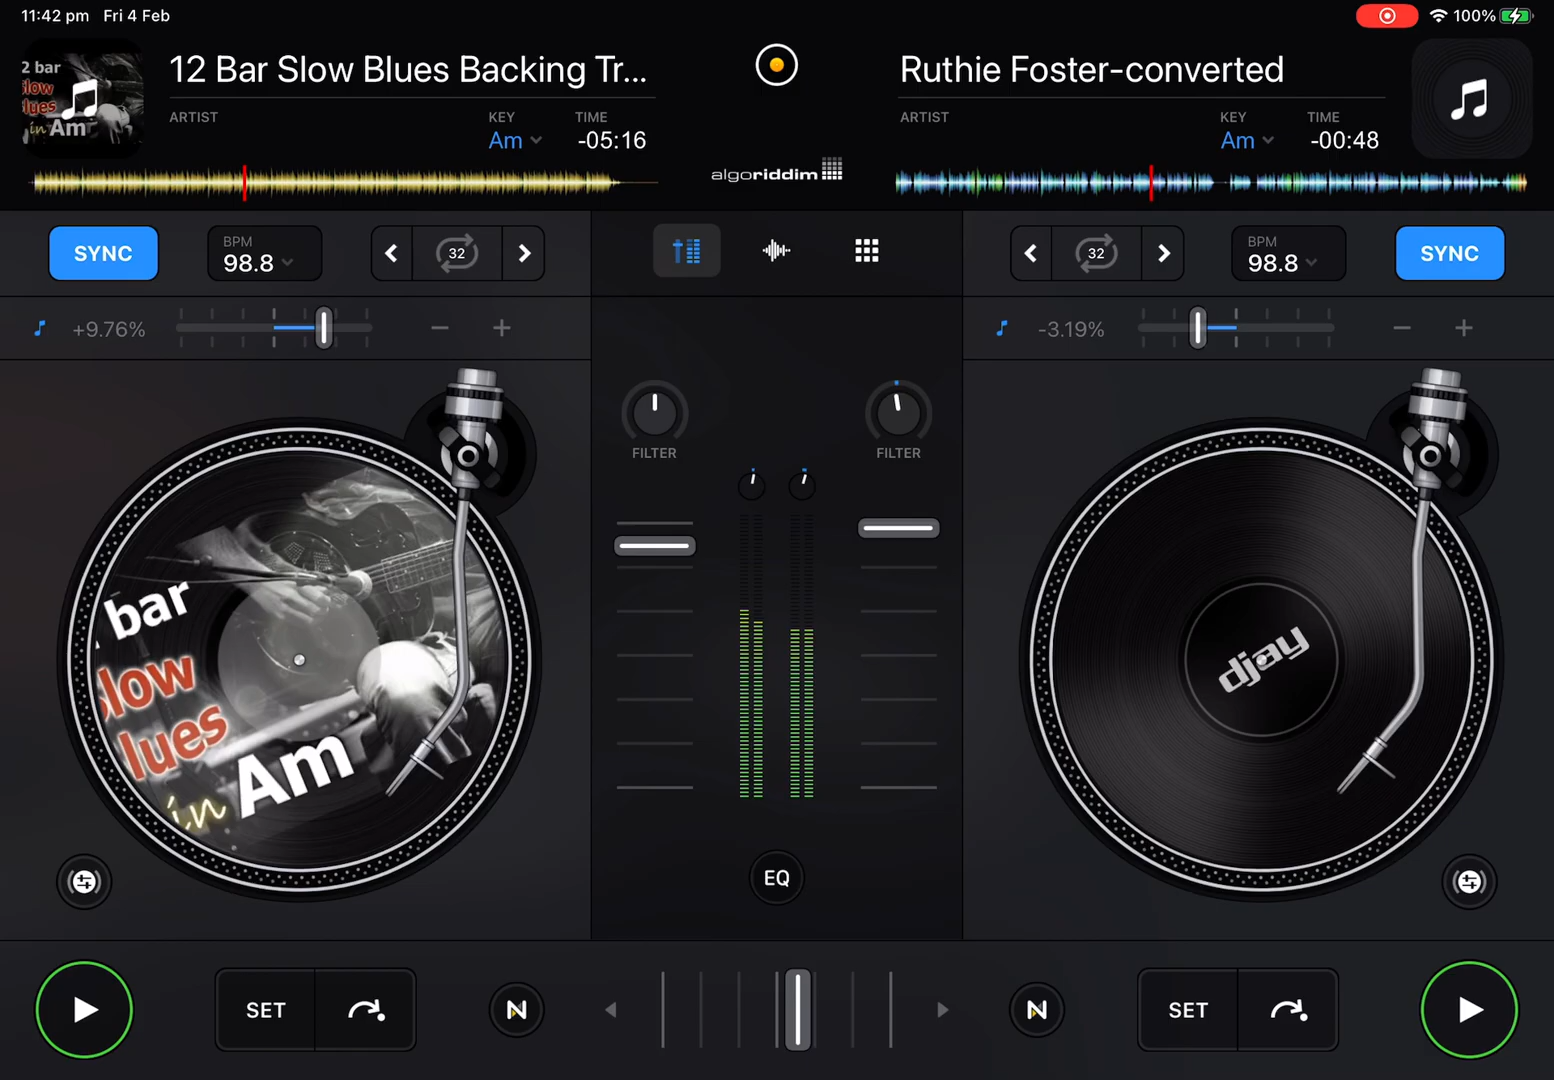 11:42 pm Fri 4 Feb
100%
2 bar
slow
lues
in Am
12 Bar Slow Blues Backing Tr...
ARTIST
KEY
TIME
Am
-05:16
algoriddim
Ruthie Foster-converted
ARTIST
KEY
TIME
Am
-00:48
SYNC
BPM
98.8
32
32
BPM
98.8
SYNC
+9.76%
-3.19%
FILTER
FILTER
bar
slow
lues
in Am
djay
EQ
SET
N
N
SET